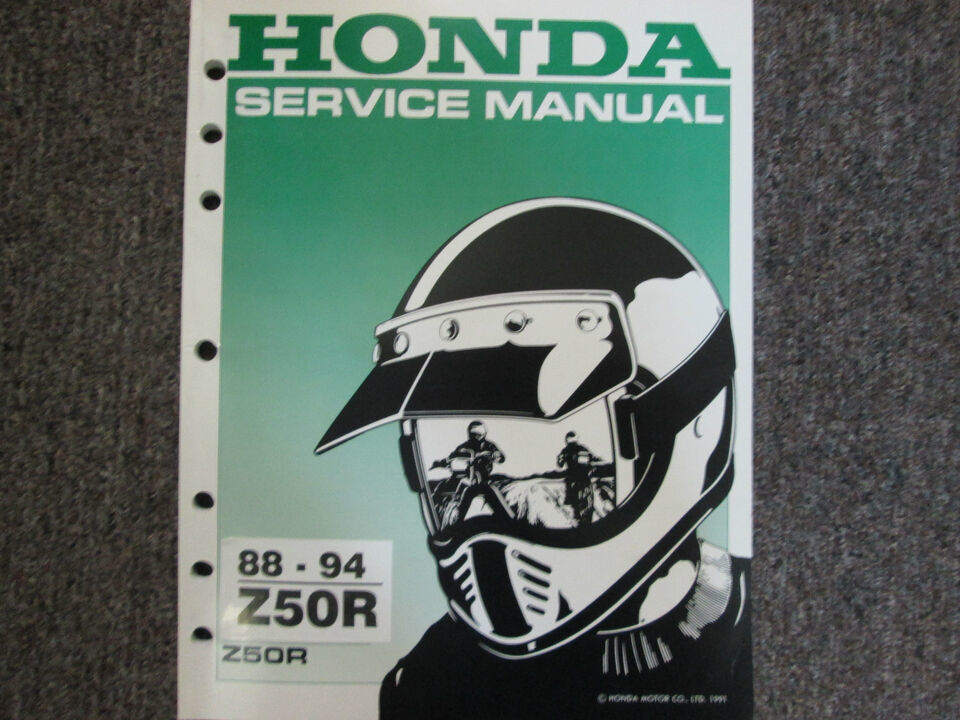 HONDA
SERVICE MANUAL
88 - 94
Z50R
Z50R
© HONDA MOTOR CO., LTD. 1991